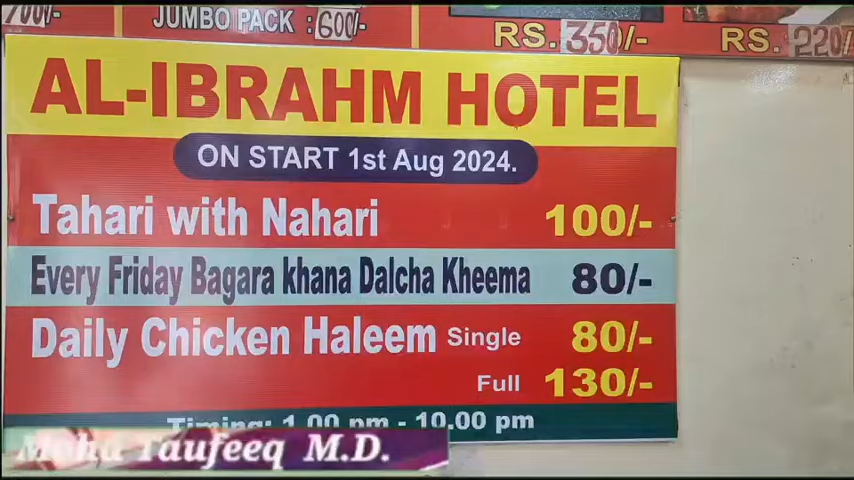 700/-
JUMBO PACK : 600/-
RS. 350/-
RS. 220/-
AL-IBRAHM HOTEL
ON START 1st Aug 2024.
Tahari with Nahari 100/-
Every Friday Bagara khana Dalcha Kheema 80/-
Daily Chicken Haleem Single 80/-
Full 130/-
Timing: 1.00 pm - 10.00 pm
Moha Taufeeq M.D.